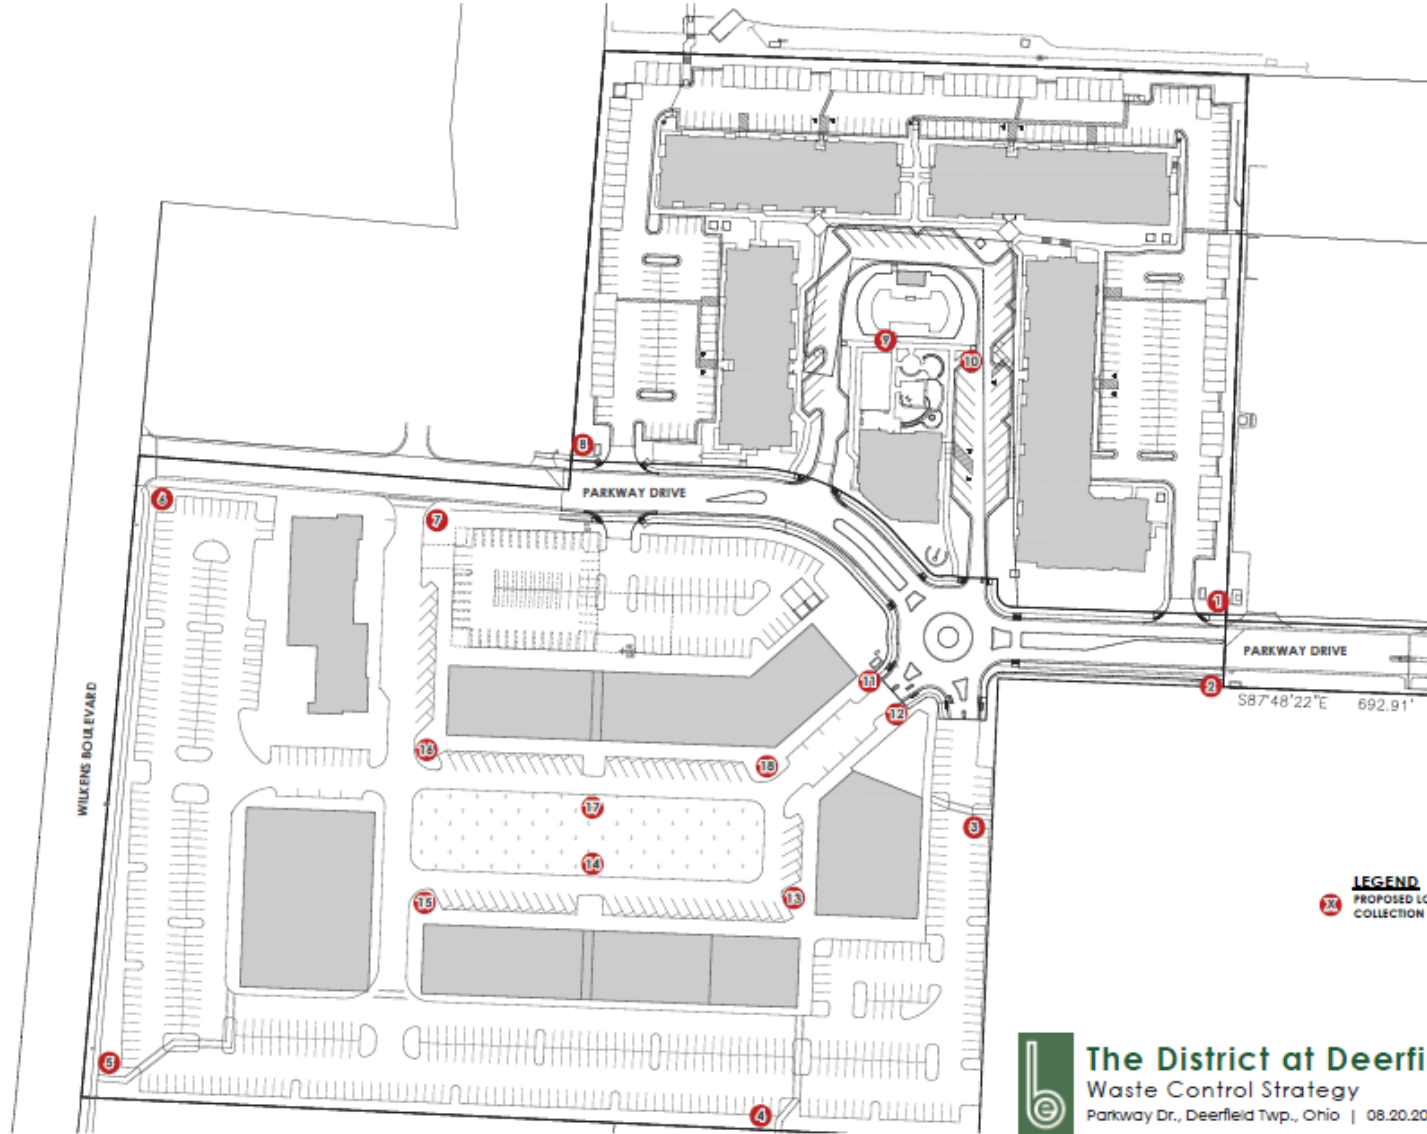 9
10
8
6
PARKWAY DRIVE
7
1
PARKWAY DRIVE
11
2
S87°48'22"E 692.91'
12
WILKENS BOULEVARD
16
18
17
3
14
LEGEND
13
15
X PROPOSED LO
COLLECTION
The District at Deerfi
Waste Control Strategy
5
Parkway Dr., Deerfield Twp., Ohio | 08.20.20
4